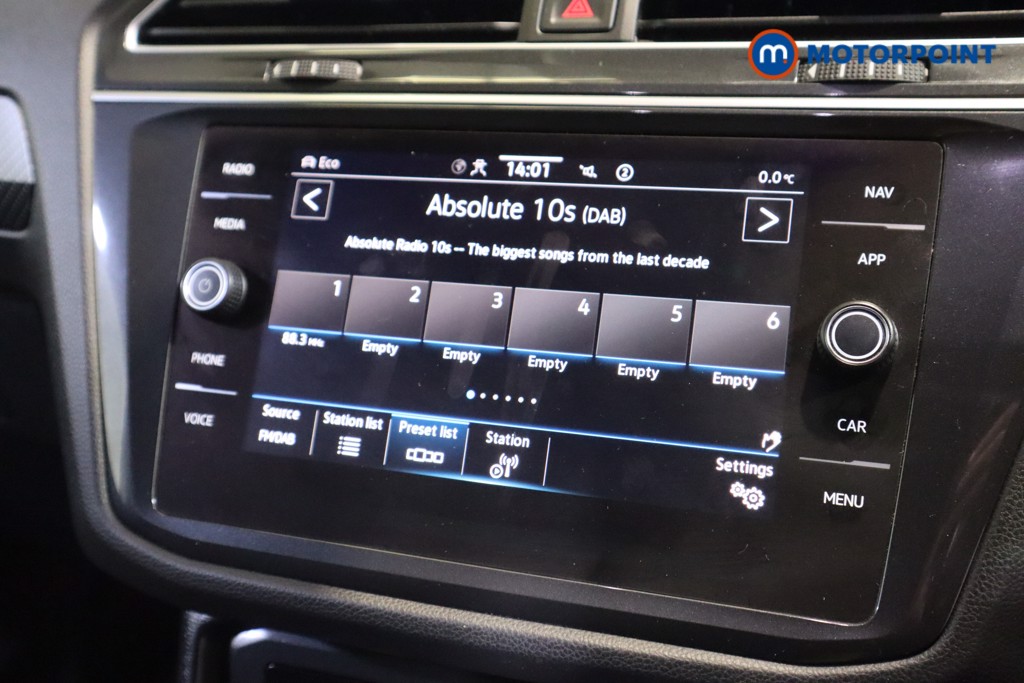 m. MOTORPOINT
RADIO
MEDIA
PHONE
VOICE
Eco 14:01 2 0.0°C
< Absolute 10s (DAB) >
Absolute Radio 10s -- The biggest songs from the last decade
1 2 3 4 5 6
88.3 MHz Empty Empty Empty Empty Empty
Source Station list Preset list Station Settings
FM/DAB
NAV
APP
CAR
MENU